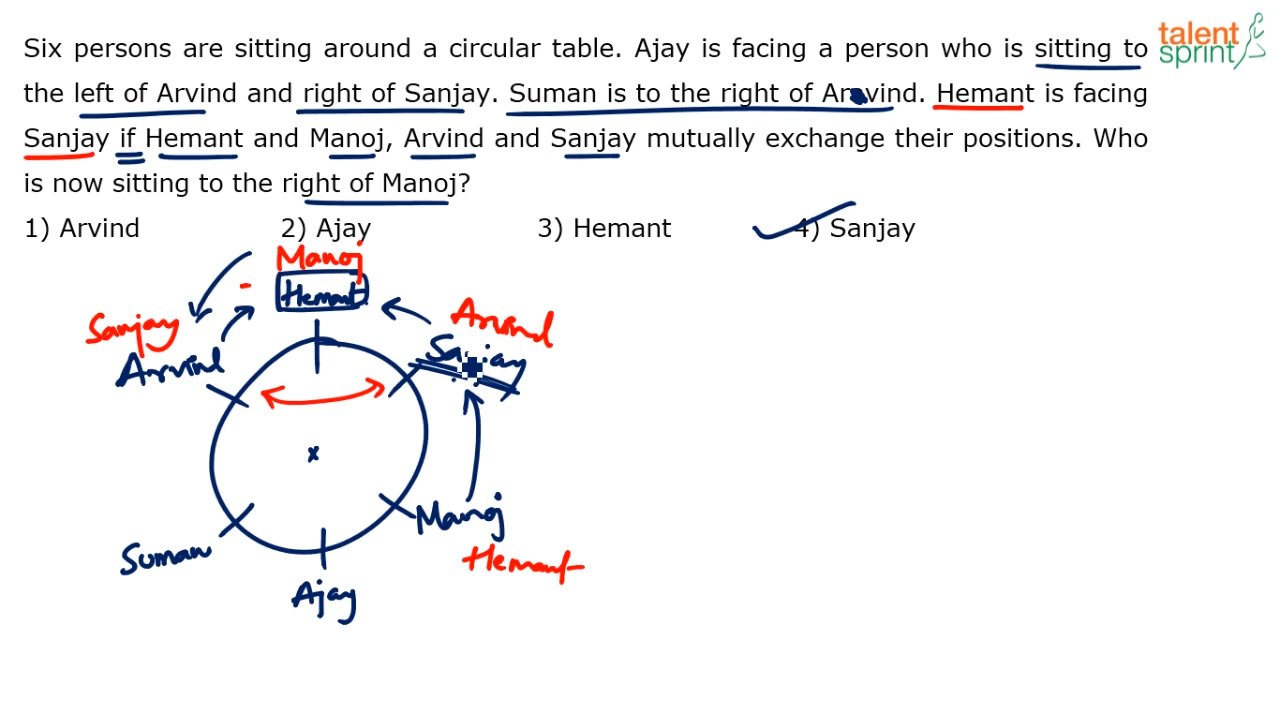 talent
sprint
Six persons are sitting around a circular table. Ajay is facing a person who is sitting to
the left of Arvind and right of Sanjay. Suman is to the right of Aravind. Hemant is facing
Sanjay if Hemant and Manoj, Arvind and Sanjay mutually exchange their positions. Who
is now sitting to the right of Manoj?
1) Arvind 2) Ajay 3) Hemant 4) Sanjay
Manoj
Hemant
Sanjay
Arvind
Arvind
Sanjay
x
Manoj
Suman
Hemant
Ajay